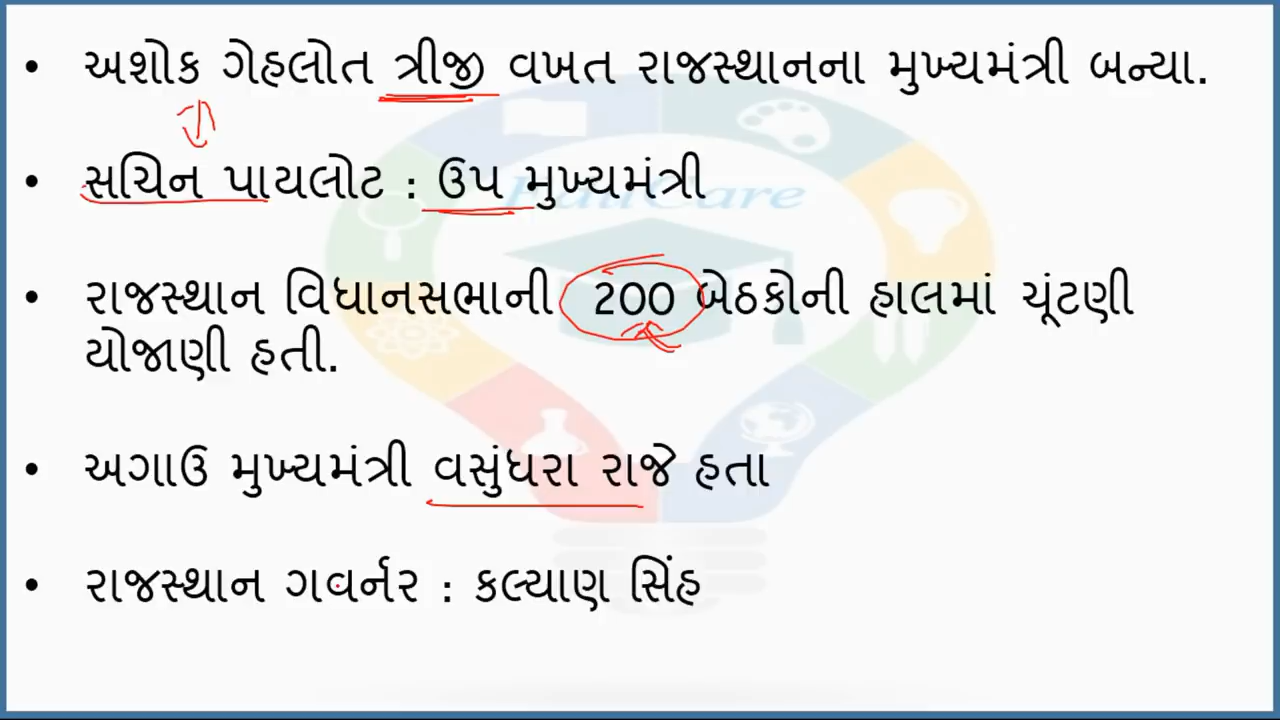 • અશોક ગેહલોત ત્રીજી વખત રાજસ્થાનના મુખ્યમંત્રી બન્યા.
• સચિન પાયલોટ : ઉપ મુખ્યમંત્રી
• રાજસ્થાન વિધાનસભાની 200 બેઠકોની હાલમાં ચૂંટણી
યોજાણી હતી.
• અગાઉ મુખ્યમંત્રી વસુંધરા રાજે હતા
• રાજસ્થાન ગવર્નર : કલ્યાણ સિંહ